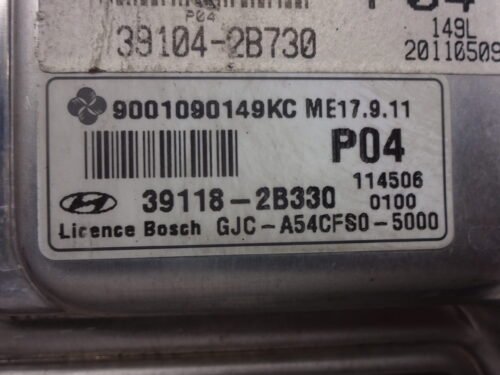 P04
39104-2B730
149L
20110509
9001090149KC ME17.9.11
P04
39118-2B330
114506
0100
Licence Bosch GJC-A54CFS0-5000